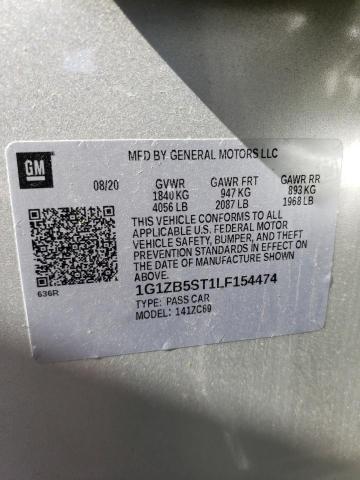 GM
MFD BY GENERAL MOTORS LLC
08/20 GVWR GAWR FRT GAWR RR
1840 KG 947 KG 893 KG
4056 LB 2087 LB 1968 LB
THIS VEHICLE CONFORMS TO ALL
APPLICABLE U.S. FEDERAL MOTOR
VEHICLE SAFETY, BUMPER, AND THEFT
PREVENTION STANDARDS IN EFFECT ON
THE DATE OF MANUFACTURE SHOWN
ABOVE.
1G1ZB5ST1LF154474
TYPE: PASS CAR
MODEL: 141ZC69
636R